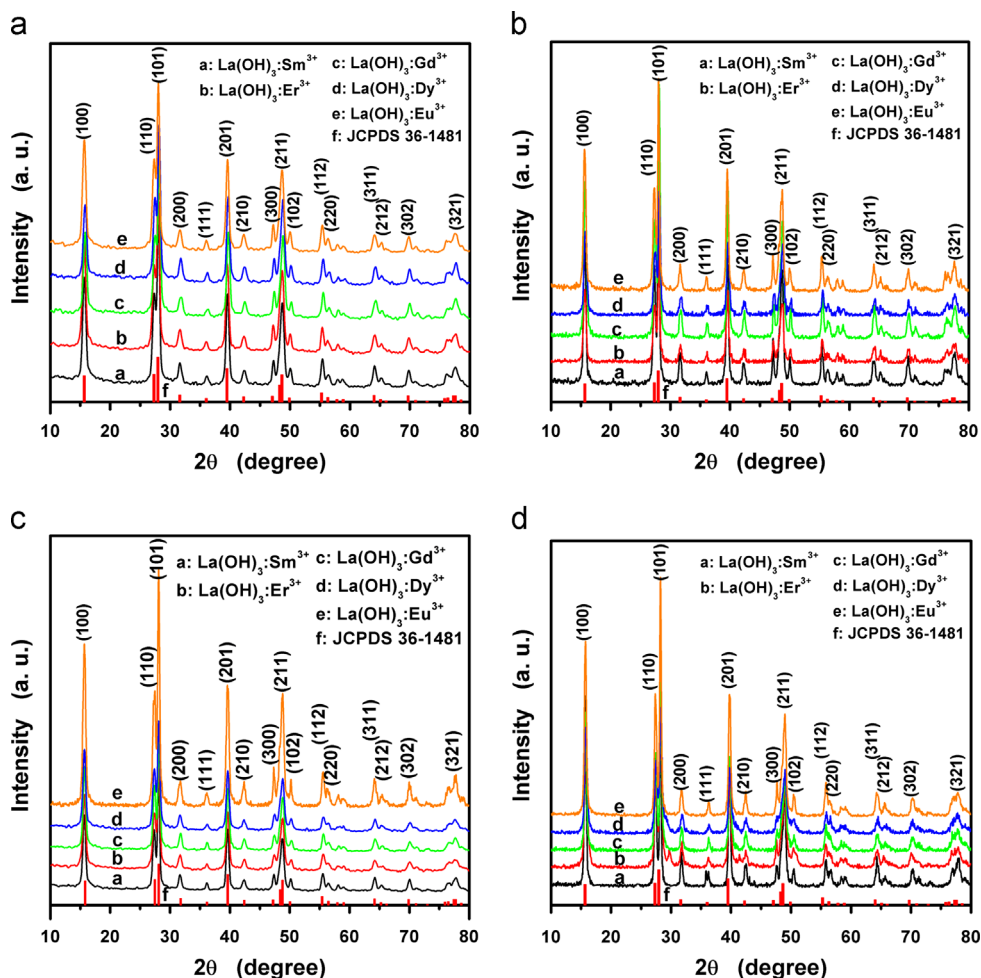 a
a: La(OH)₃:Sm³⁺
b: La(OH)₃:Er³⁺
c: La(OH)₃:Gd³⁺
d: La(OH)₃:Dy³⁺
e: La(OH)₃:Eu³⁺
f: JCPDS 36-1481
(100)
(110)
(101)
(200)
(111)
(201)
(210)
(300)
(211)
(102)
(112)
(220)
(311)
(212)
(302)
(321)
e
d
c
b
a
f
Intensity (a. u.)
10 20 30 40 50 60 70 80
2θ (degree)
b
a: La(OH)₃:Sm³⁺
b: La(OH)₃:Er³⁺
c: La(OH)₃:Gd³⁺
d: La(OH)₃:Dy³⁺
e: La(OH)₃:Eu³⁺
f: JCPDS 36-1481
(100)
(110)
(101)
(200)
(111)
(201)
(210)
(300)
(211)
(102)
(112)
(220)
(311)
(212)
(302)
(321)
e
d
c
b
a
f
Intensity (a. u.)
10 20 30 40 50 60 70 80
2θ (degree)
c
a: La(OH)₃:Sm³⁺
b: La(OH)₃:Er³⁺
c: La(OH)₃:Gd³⁺
d: La(OH)₃:Dy³⁺
e: La(OH)₃:Eu³⁺
f: JCPDS 36-1481
(100)
(110)
(101)
(200)
(111)
(201)
(210)
(300)
(211)
(102)
(112)
(220)
(311)
(212)
(302)
(321)
e
d
c
b
a
f
Intensity (a. u.)
10 20 30 40 50 60 70 80
2θ (degree)
d
a: La(OH)₃:Sm³⁺
b: La(OH)₃:Er³⁺
c: La(OH)₃:Gd³⁺
d: La(OH)₃:Dy³⁺
e: La(OH)₃:Eu³⁺
f: JCPDS 36-1481
(100)
(110)
(101)
(200)
(111)
(201)
(210)
(300)
(211)
(102)
(112)
(220)
(311)
(212)
(302)
(321)
e
d
c
b
a
f
Intensity (a. u.)
10 20 30 40 50 60 70 80
2θ (degree)